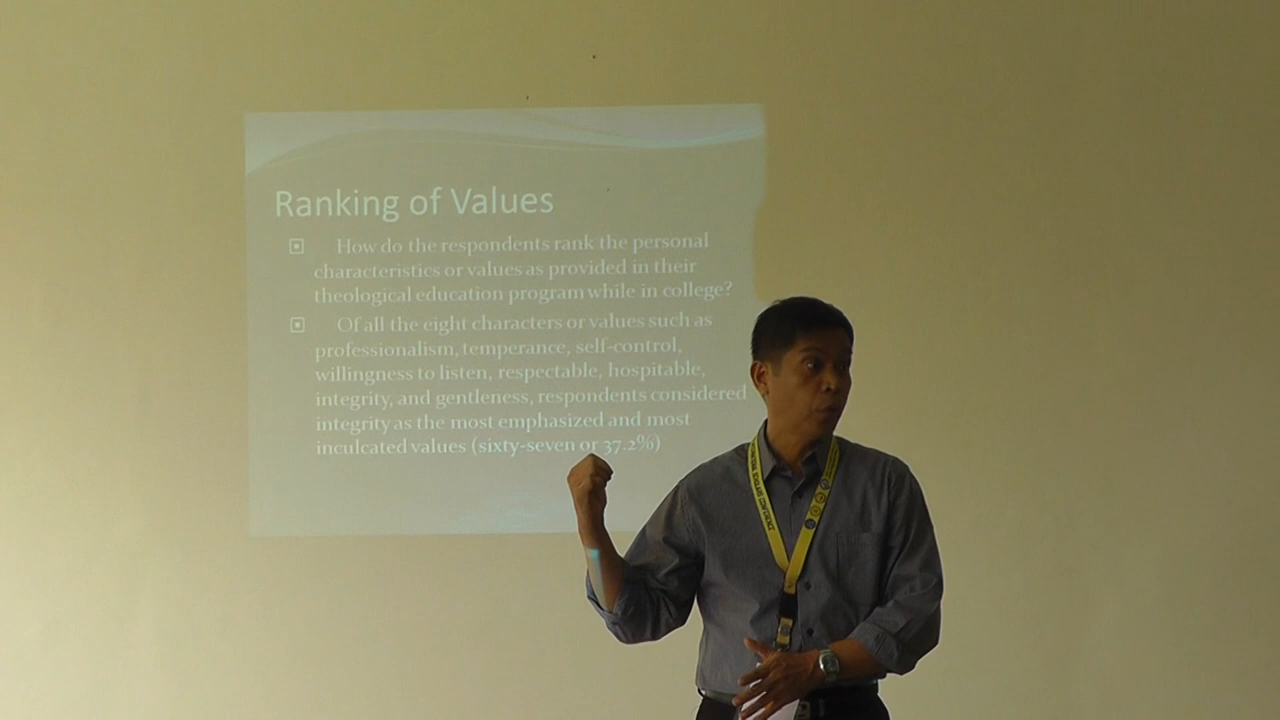 Ranking of Values
How do the respondents rank the personal
characteristics or values as provided in their
theological education program while in college?
Of all the eight characters or values such as
professionalism, temperance, self-control,
willingness to listen, respectable, hospitable,
integrity, and gentleness, respondents considered
integrity as the most emphasized and most
inculcated values (sixty-seven or 37.2%)